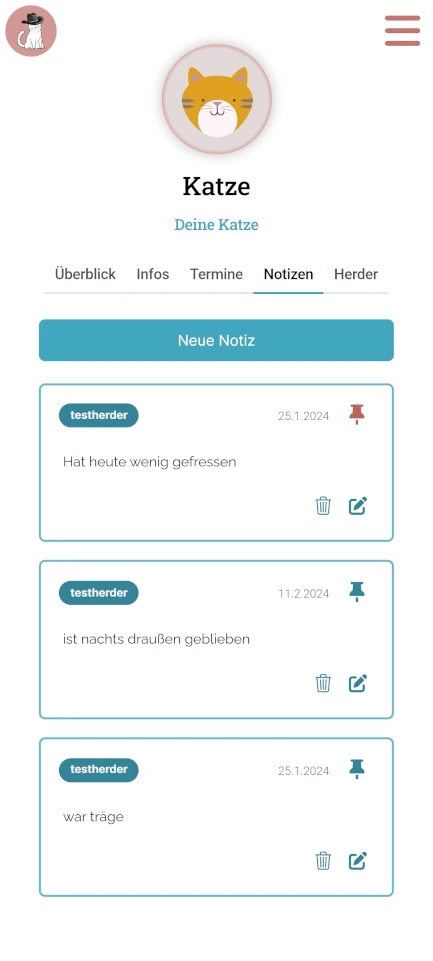 Katze
Deine Katze
Überblick Infos Termine Notizen Herder
Neue Notiz
testherder 25.1.2024
Hat heute wenig gefressen
testherder 11.2.2024
ist nachts draußen geblieben
testherder 25.1.2024
war träge